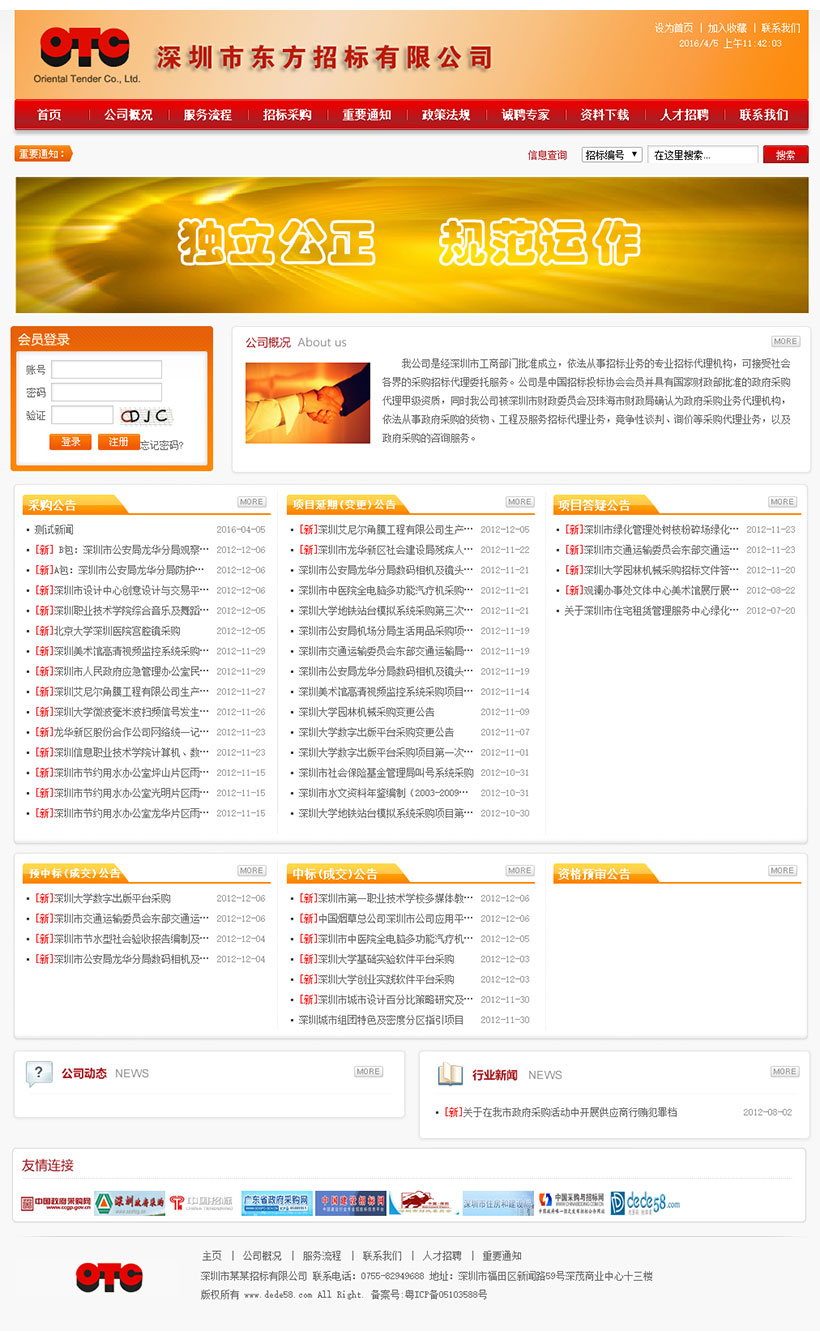 OTC
Oriental Tender Co., Ltd.
深圳市东方招标有限公司
设为首页 | 加入收藏 | 联系我们
2016/4/5 上午11:42:03
首页 公司概况 服务流程 招标采购 重要通知 政策法规 诚聘专家 资料下载 人才招聘 联系我们
重要通知：
信息查询 招标编号 在这里搜索... 搜索
独立公正 规范运作
会员登录
账号
密码
验证 CDJC
登录 注册 忘记密码?
公司概况 About us MORE
我公司是经深圳市工商部门批准成立，依法从事招标业务的专业招标代理机构，可接受社会
各界的采购招标代理委托服务。公司是中国招标投标协会会员并具有国家财政部批准的政府采购
代理甲级资质，同时我公司被深圳市财政委员会及珠海市财政局确认为政府采购业务代理机构，
依法从事政府采购的货物、工程及服务招标代理业务，竞争性谈判、询价等采购代理业务，以及
政府采购的咨询服务。
采购公告 MORE
测试新闻 2016-04-05
[新] B包：深圳市公安局龙华分局观察… 2012-12-06
[新]A包：深圳市公安局龙华分局防护… 2012-12-06
[新]深圳市设计中心创意设计与交易平… 2012-12-06
[新]深圳职业技术学院综合音乐及舞蹈… 2012-12-05
[新]北京大学深圳医院宫腔镜采购 2012-12-05
[新]深圳美术馆高清视频监控系统采购… 2012-11-29
[新]深圳市人民政府应急管理办公室民… 2012-11-29
[新]深圳艾尼尔角膜工程有限公司生产… 2012-11-27
[新]深圳大学微波毫米波扫频信号发生… 2012-11-26
[新]龙华新区股份合作公司网络统一记… 2012-11-23
[新]深圳信息职业技术学院计算机、数… 2012-11-23
[新]深圳市节约用水办公室坪山片区雨… 2012-11-15
[新]深圳市节约用水办公室光明片区雨… 2012-11-15
[新]深圳市节约用水办公室龙华片区雨… 2012-11-15
项目延期(变更)公告 MORE
[新]深圳艾尼尔角膜工程有限公司生产… 2012-12-05
[新]深圳市龙华新区社会建设局残疾人… 2012-11-22
深圳市公安局龙华分局数码相机及镜头… 2012-11-21
深圳市中医院全电脑多功能汽疗机采购… 2012-11-21
深圳大学地铁站台模拟系统采购第三次… 2012-11-21
深圳市公安局机场分局生活用品采购项… 2012-11-19
深圳市交通运输委员会东部交通运输局… 2012-11-19
深圳市公安局龙华分局数码相机及镜头… 2012-11-19
深圳美术馆高清视频监控系统采购项目… 2012-11-14
深圳大学园林机械采购变更公告 2012-11-09
深圳大学数字出版平台采购变更公告 2012-11-07
深圳大学数字出版平台采购项目第一次… 2012-11-01
深圳市社会保险基金管理局叫号系统采购 2012-10-31
深圳市水文资料年鉴编制（2003-2009… 2012-10-31
深圳大学地铁站台模拟系统采购项目第… 2012-10-30
项目答疑公告 MORE
[新]深圳市绿化管理处树枝粉碎场绿化… 2012-11-23
[新]深圳市交通运输委员会东部交通运… 2012-11-23
[新]深圳大学园林机械采购招标文件答… 2012-11-20
[新]观澜办事处文体中心美术馆展厅展… 2012-08-22
关于深圳市住宅租赁管理服务中心绿化… 2012-07-20
预中标(成交)公告 MORE
[新]深圳大学数字出版平台采购 2012-12-06
[新]深圳市交通运输委员会东部交通运… 2012-12-06
[新]深圳市节水型社会验收报告编制及… 2012-12-04
[新]深圳市公安局龙华分局数码相机及… 2012-12-04
中标(成交)公告 MORE
[新]深圳市第一职业技术学校多媒体教… 2012-12-06
[新]中国烟草总公司深圳市公司应用平… 2012-12-06
[新]深圳市中医院全电脑多功能汽疗机… 2012-12-05
[新]深圳大学基础实验软件平台采购 2012-12-03
[新]深圳大学创业实践软件平台采购 2012-12-03
[新]深圳市城市设计百分比策略研究及… 2012-11-30
深圳城市组团特色及密度分区指引项目 2012-11-30
资格预审公告 MORE
公司动态 NEWS MORE
行业新闻 NEWS MORE
[新]关于在我市政府采购活动中开展供应商行贿犯罪档 2012-08-02
友情连接
中国政府采购网 www.ccgp.gov.cn 深圳政府采购 中国招标 广东省政府采购网 中国建设招标网 深圳市住房和建设 中国采购与招标网 dede58.com
主页 | 公司概况 | 服务流程 | 联系我们 | 人才招聘 | 重要通知
OTC
深圳市某某招标有限公司 联系电话：0755-82949688 地址：深圳市福田区新闻路59号深茂商业中心十三楼
版权所有 www.dede58.com All Right. 备案号:粤ICP备05103588号